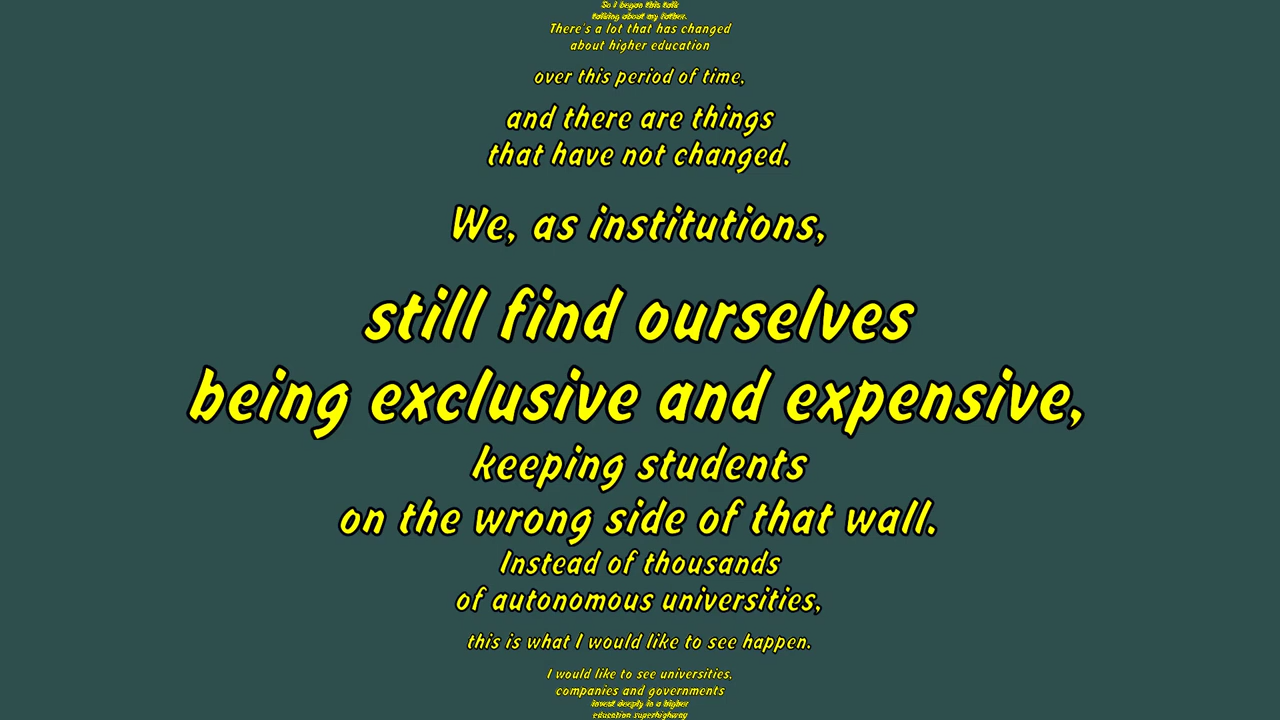 So I began this talk
talking about my father.
There's a lot that has changed
about higher education
over this period of time,
and there are things
that have not changed.
We, as institutions,
still find ourselves
being exclusive and expensive,
keeping students
on the wrong side of that wall.
Instead of thousands
of autonomous universities,
this is what I would like to see happen.
I would like to see universities,
companies and governments
invest deeply in a higher
education superhighway